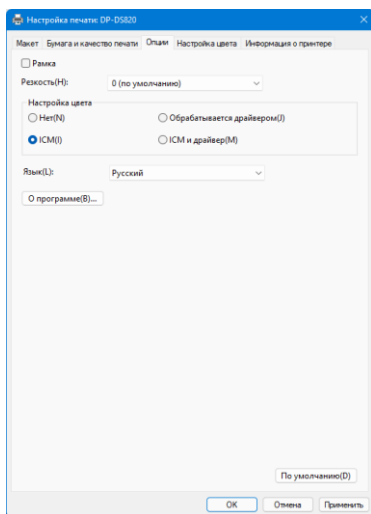 Настройка печати: DP-DS820
Макет Бумага и качество печати Опции Настройка цвета Информация о принтере
Рамка
Резкость(H): 0 (по умолчанию)
Настройка цвета
Нет(N) Обрабатывается драйвером(J)
ICM(I) ICM и драйвер(M)
Язык(L): Русский
О программе(B)...
По умолчанию(D)
OK Отмена Применить